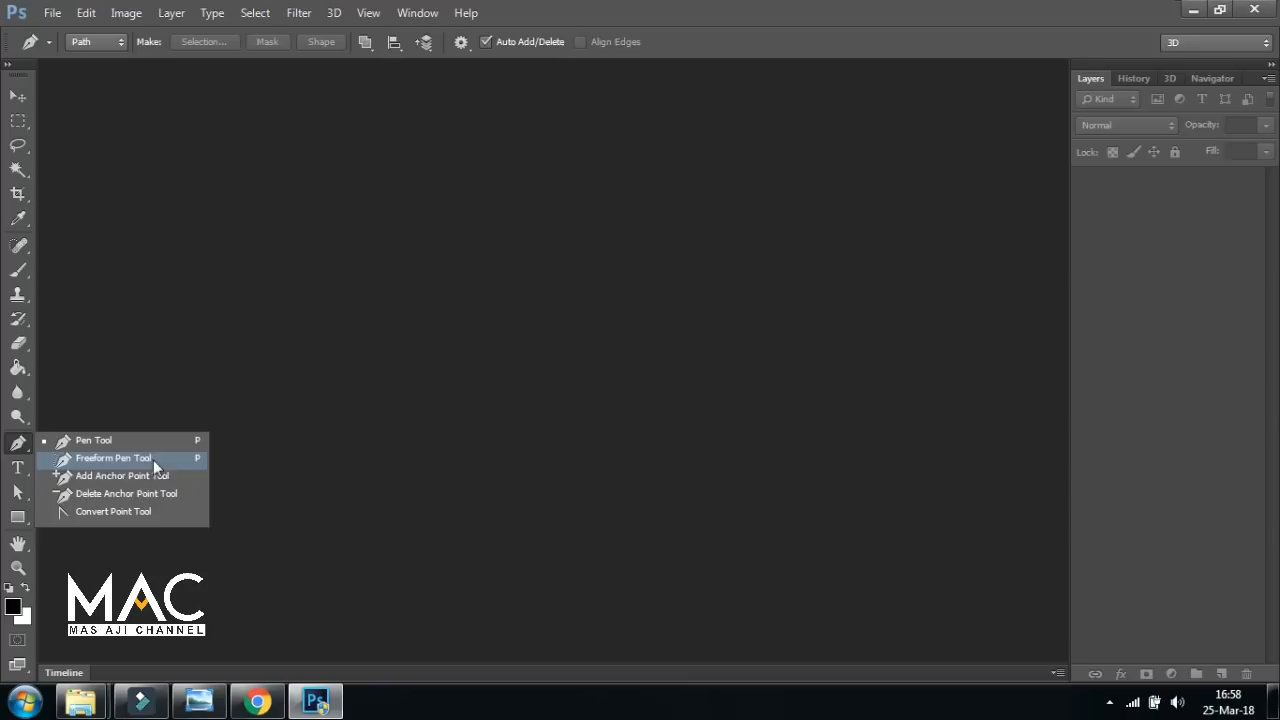 Ps File Edit Image Layer Type Select Filter 3D View Window Help
Path Make: Selection... Mask Shape Auto Add/Delete Align Edges 3D
Layers History 3D Navigator
Kind
Normal Opacity:
Lock: Fill:
Pen Tool P
Freeform Pen Tool P
Add Anchor Point Tool
Delete Anchor Point Tool
Convert Point Tool
T
MAC
MAS AJI CHANNEL
Timeline
fx
Ps
16:58
25-Mar-18